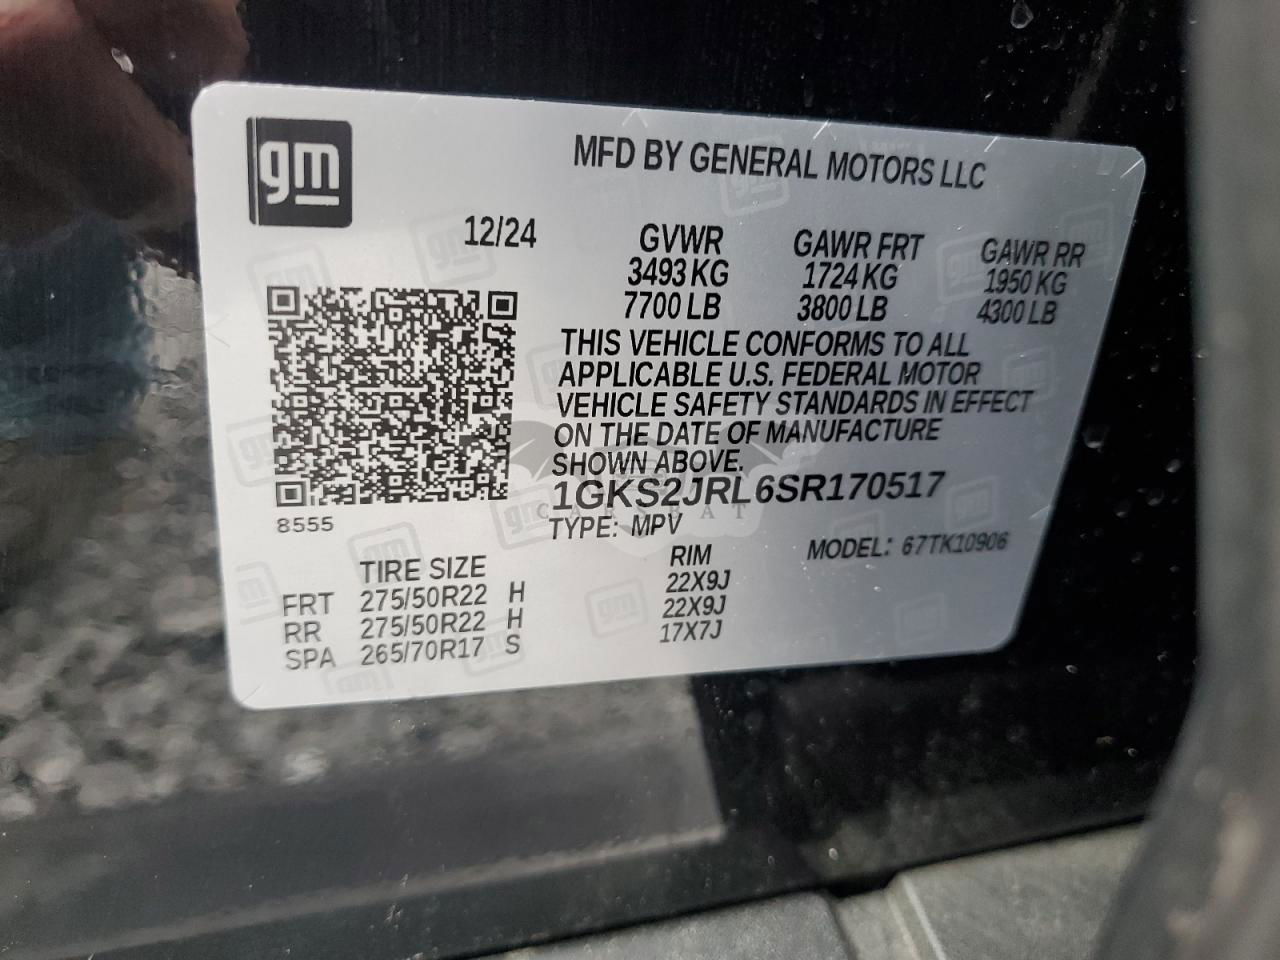 gm
MFD BY GENERAL MOTORS LLC
12/24 GVWR GAWR FRT GAWR RR
3493 KG 1724 KG 1950 KG
7700 LB 3800 LB 4300 LB
THIS VEHICLE CONFORMS TO ALL
APPLICABLE U.S. FEDERAL MOTOR
VEHICLE SAFETY STANDARDS IN EFFECT
ON THE DATE OF MANUFACTURE
SHOWN ABOVE.
1GKS2JRL6SR170517
CARSBAT
8555
TYPE: MPV MODEL: 67TK10906
TIRE SIZE RIM
FRT 275/50R22 H 22X9J
RR 275/50R22 H 22X9J
SPA 265/70R17 S 17X7J